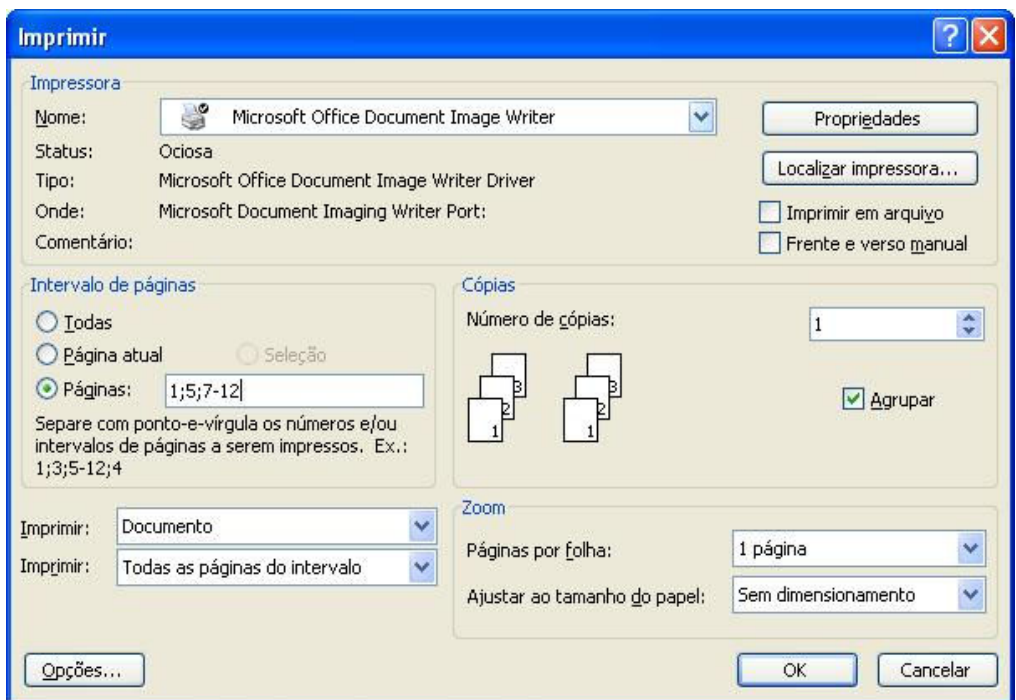 Imprimir
Impressora
Nome: Microsoft Office Document Image Writer
Propriedades
Status: Ociosa
Localizar impressora...
Tipo: Microsoft Office Document Image Writer Driver
Onde: Microsoft Document Imaging Writer Port:
Imprimir em arquivo
Comentário:
Frente e verso manual
Intervalo de páginas
Todas
Página atual Seleção
Páginas: 1;5;7-12
Separe com ponto-e-vírgula os números e/ou
intervalos de páginas a serem impressos. Ex.:
1;3;5-12;4
Cópias
Número de cópias: 1
3 3
2 2
1 1
Agrupar
Imprimir: Documento
Imprimir: Todas as páginas do intervalo
Zoom
Páginas por folha: 1 página
Ajustar ao tamanho do papel: Sem dimensionamento
Opções...
OK
Cancelar